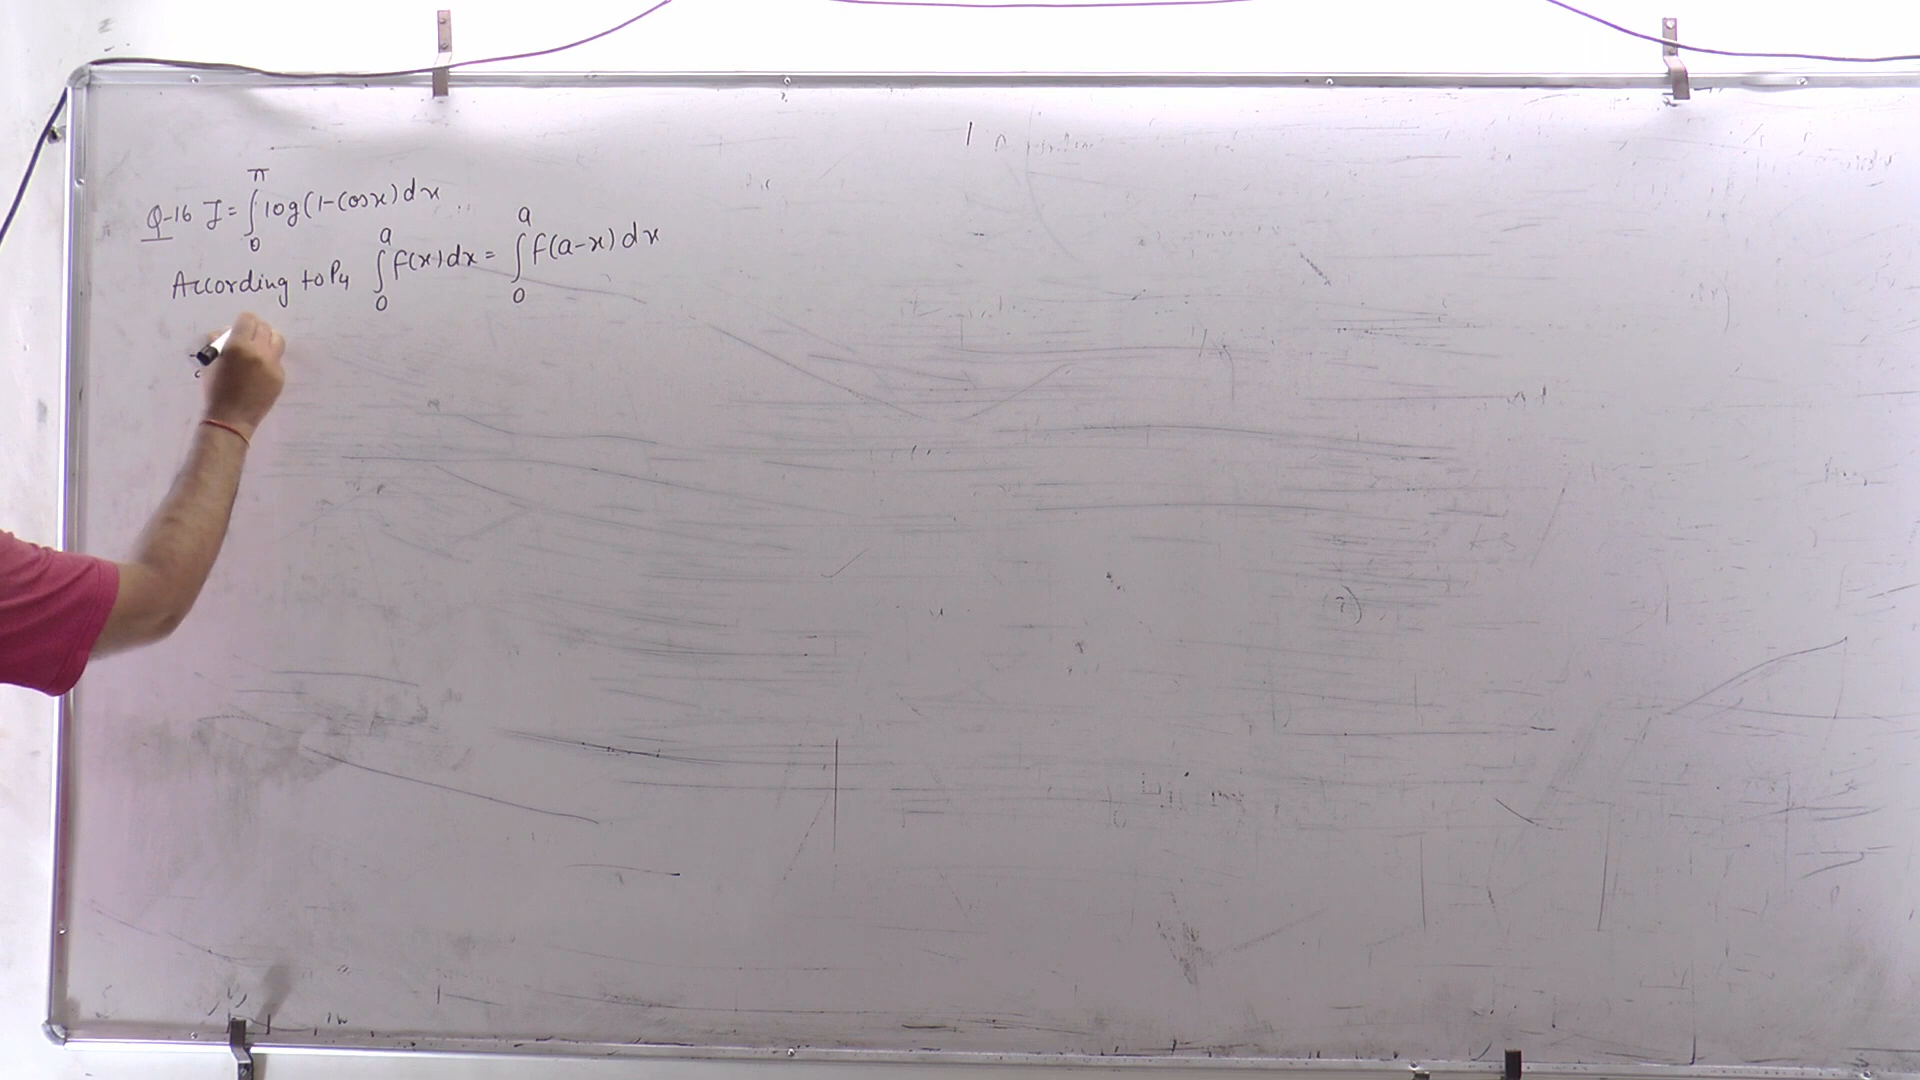 Q-16 I = ∫₀^π log(1-cosx) dx
According to P₄ ∫₀^a f(x) dx = ∫₀^a f(a-x) dx